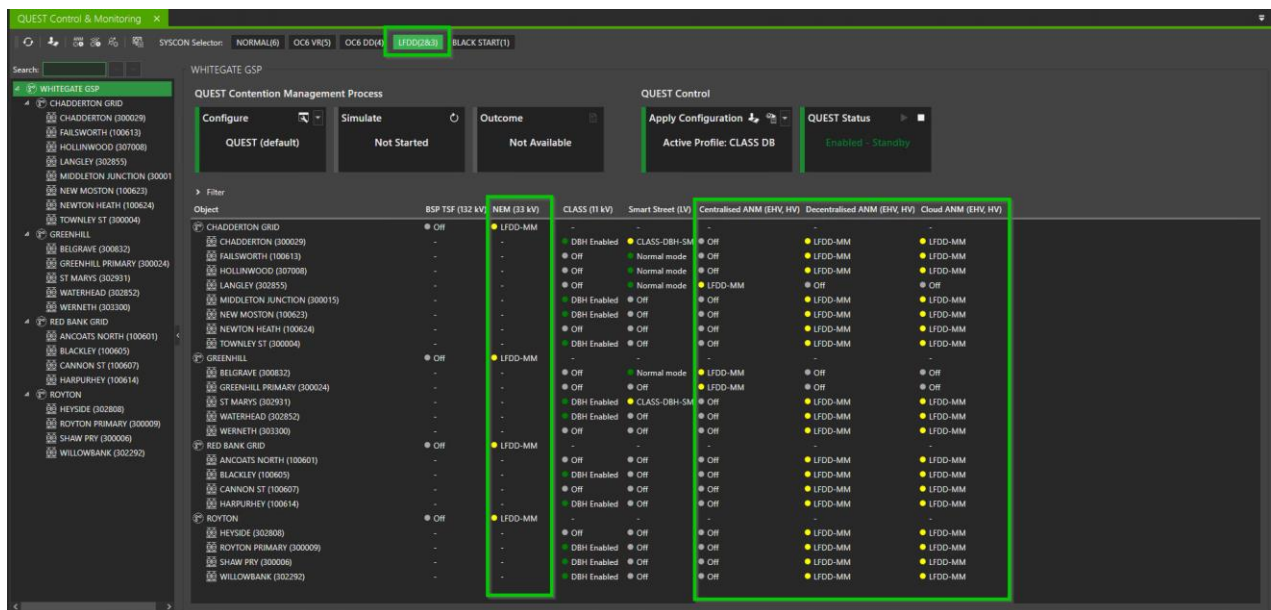 QUEST Control & Monitoring ×
SYSCON Selector: NORMAL(6) OC6 VR(5) OC6 DD(4) LFDD(2&3) BLACK START(1)
Search:
WHITEGATE GSP
CHADDERTON GRID
CHADDERTON (300029)
FAILSWORTH (100613)
HOLLINWOOD (307008)
LANGLEY (302855)
MIDDLETON JUNCTION (30001
NEW MOSTON (100623)
NEWTON HEATH (100624)
TOWNLEY ST (300004)
GREENHILL
BELGRAVE (300832)
GREENHILL PRIMARY (300024)
ST MARYS (302931)
WATERHEAD (302852)
WERNETH (303300)
RED BANK GRID
ANCOATS NORTH (100601)
BLACKLEY (100605)
CANNON ST (100607)
HARPURHEY (100614)
ROYTON
HEYSIDE (302808)
ROYTON PRIMARY (300009)
SHAW PRY (300006)
WILLOWBANK (302292)
WHITEGATE GSP
QUEST Contention Management Process
Configure
QUEST (default)
Simulate
Not Started
Outcome
Not Available
QUEST Control
Apply Configuration
Active Profile: CLASS DB
QUEST Status
Enabled - Standby
Filter
Object BSP TSF (132 kV) NEM (33 kV) CLASS (11 kV) Smart Street (LV) Centralised ANM (EHV, HV) Decentralised ANM (EHV, HV) Cloud ANM (EHV, HV)
CHADDERTON GRID Off LFDD-MM - - - - -
CHADDERTON (300029) - - DBH Enabled CLASS-DBH-SM Off LFDD-MM LFDD-MM
FAILSWORTH (100613) - - Off Normal mode Off LFDD-MM LFDD-MM
HOLLINWOOD (307008) - - Off Normal mode Off LFDD-MM LFDD-MM
LANGLEY (302855) - - Off Normal mode LFDD-MM Off Off
MIDDLETON JUNCTION (300015) - - DBH Enabled Off Off LFDD-MM LFDD-MM
NEW MOSTON (100623) - - DBH Enabled Off Off LFDD-MM LFDD-MM
NEWTON HEATH (100624) - - Off Off Off LFDD-MM LFDD-MM
TOWNLEY ST (300004) - - DBH Enabled Off Off LFDD-MM LFDD-MM
GREENHILL Off LFDD-MM - - - - -
BELGRAVE (300832) - - Off Normal mode LFDD-MM Off Off
GREENHILL PRIMARY (300024) - - Off Off LFDD-MM Off Off
ST MARYS (302931) - - DBH Enabled CLASS-DBH-SM Off LFDD-MM LFDD-MM
WATERHEAD (302852) - - DBH Enabled Off Off LFDD-MM LFDD-MM
WERNETH (303300) - - Off Off Off LFDD-MM LFDD-MM
RED BANK GRID Off LFDD-MM - - - - -
ANCOATS NORTH (100601) - - Off Off Off LFDD-MM LFDD-MM
BLACKLEY (100605) - - DBH Enabled Off Off LFDD-MM LFDD-MM
CANNON ST (100607) - - Off Off Off LFDD-MM LFDD-MM
HARPURHEY (100614) - - DBH Enabled Off Off LFDD-MM LFDD-MM
ROYTON Off LFDD-MM - - - - -
HEYSIDE (302808) - - Off Off Off LFDD-MM LFDD-MM
ROYTON PRIMARY (300009) - - DBH Enabled Off Off LFDD-MM LFDD-MM
SHAW PRY (300006) - - DBH Enabled Off Off LFDD-MM LFDD-MM
WILLOWBANK (302292) - - DBH Enabled Off Off LFDD-MM LFDD-MM